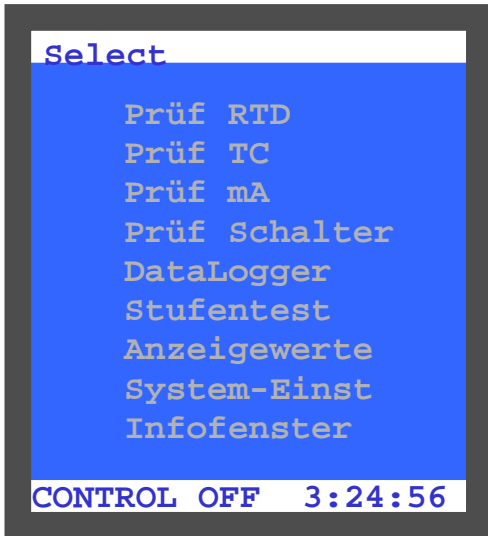 Select
Prüf RTD
Prüf TC
Prüf mA
Prüf Schalter
DataLogger
Stufentest
Anzeigewerte
System-Einst
Infofenster
CONTROL OFF 3:24:56